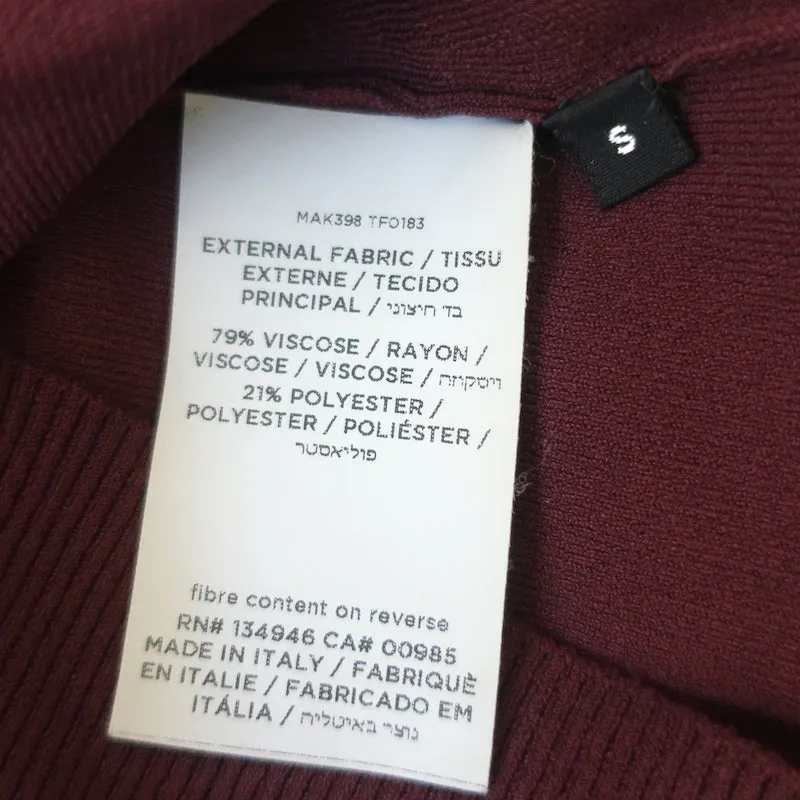 S
MAK398 TFO183
EXTERNAL FABRIC / TISSU
EXTERNE / TECIDO
PRINCIPAL / בד חיצוני
79% VISCOSE / RAYON /
VISCOSE / VISCOSE / ויסקוזה
21% POLYESTER /
POLYESTER / POLIÉSTER /
פוליאסטר
fibre content on reverse
RN# 134946 CA# 00985
MADE IN ITALY / FABRIQUÈ
EN ITALIE / FABRICADO EM
ITÁLIA / נוצר באיטליה